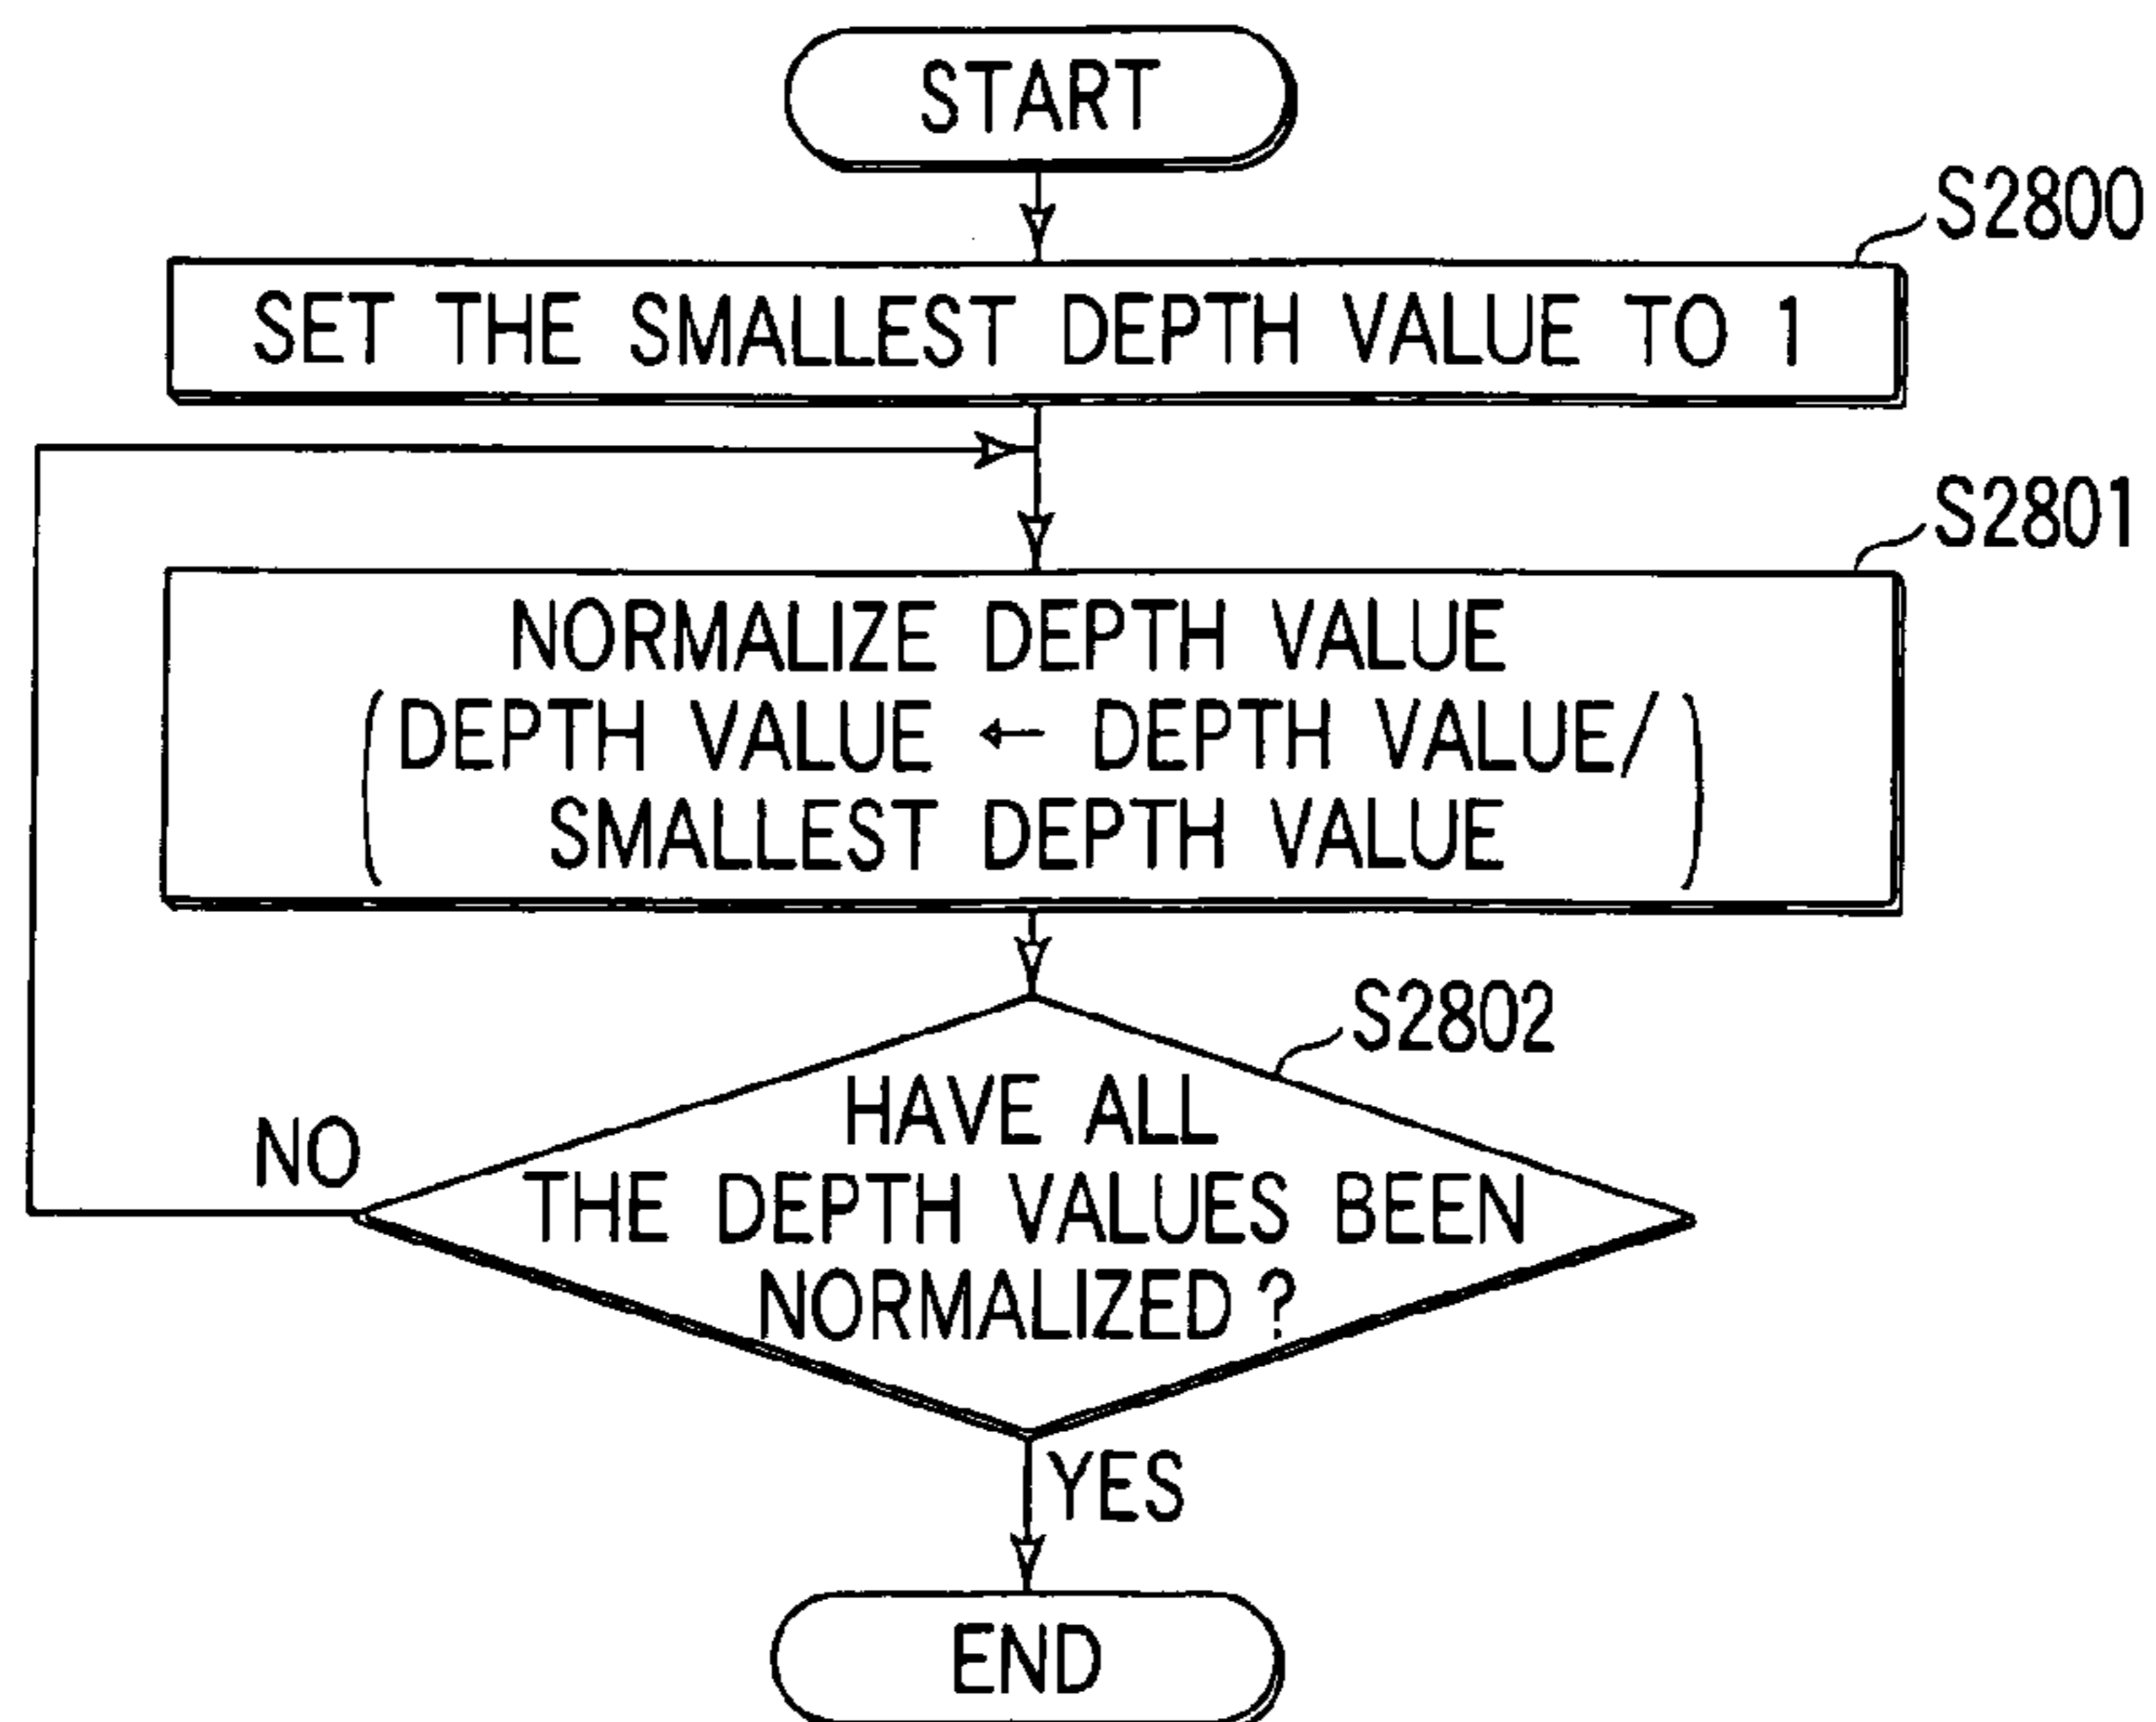 START
S2800
SET THE SMALLEST DEPTH VALUE TO 1
S2801
NORMALIZE DEPTH VALUE
(DEPTH VALUE ← DEPTH VALUE/
SMALLEST DEPTH VALUE)
S2802
HAVE ALL
THE DEPTH VALUES BEEN
NORMALIZED?
NO
YES
END